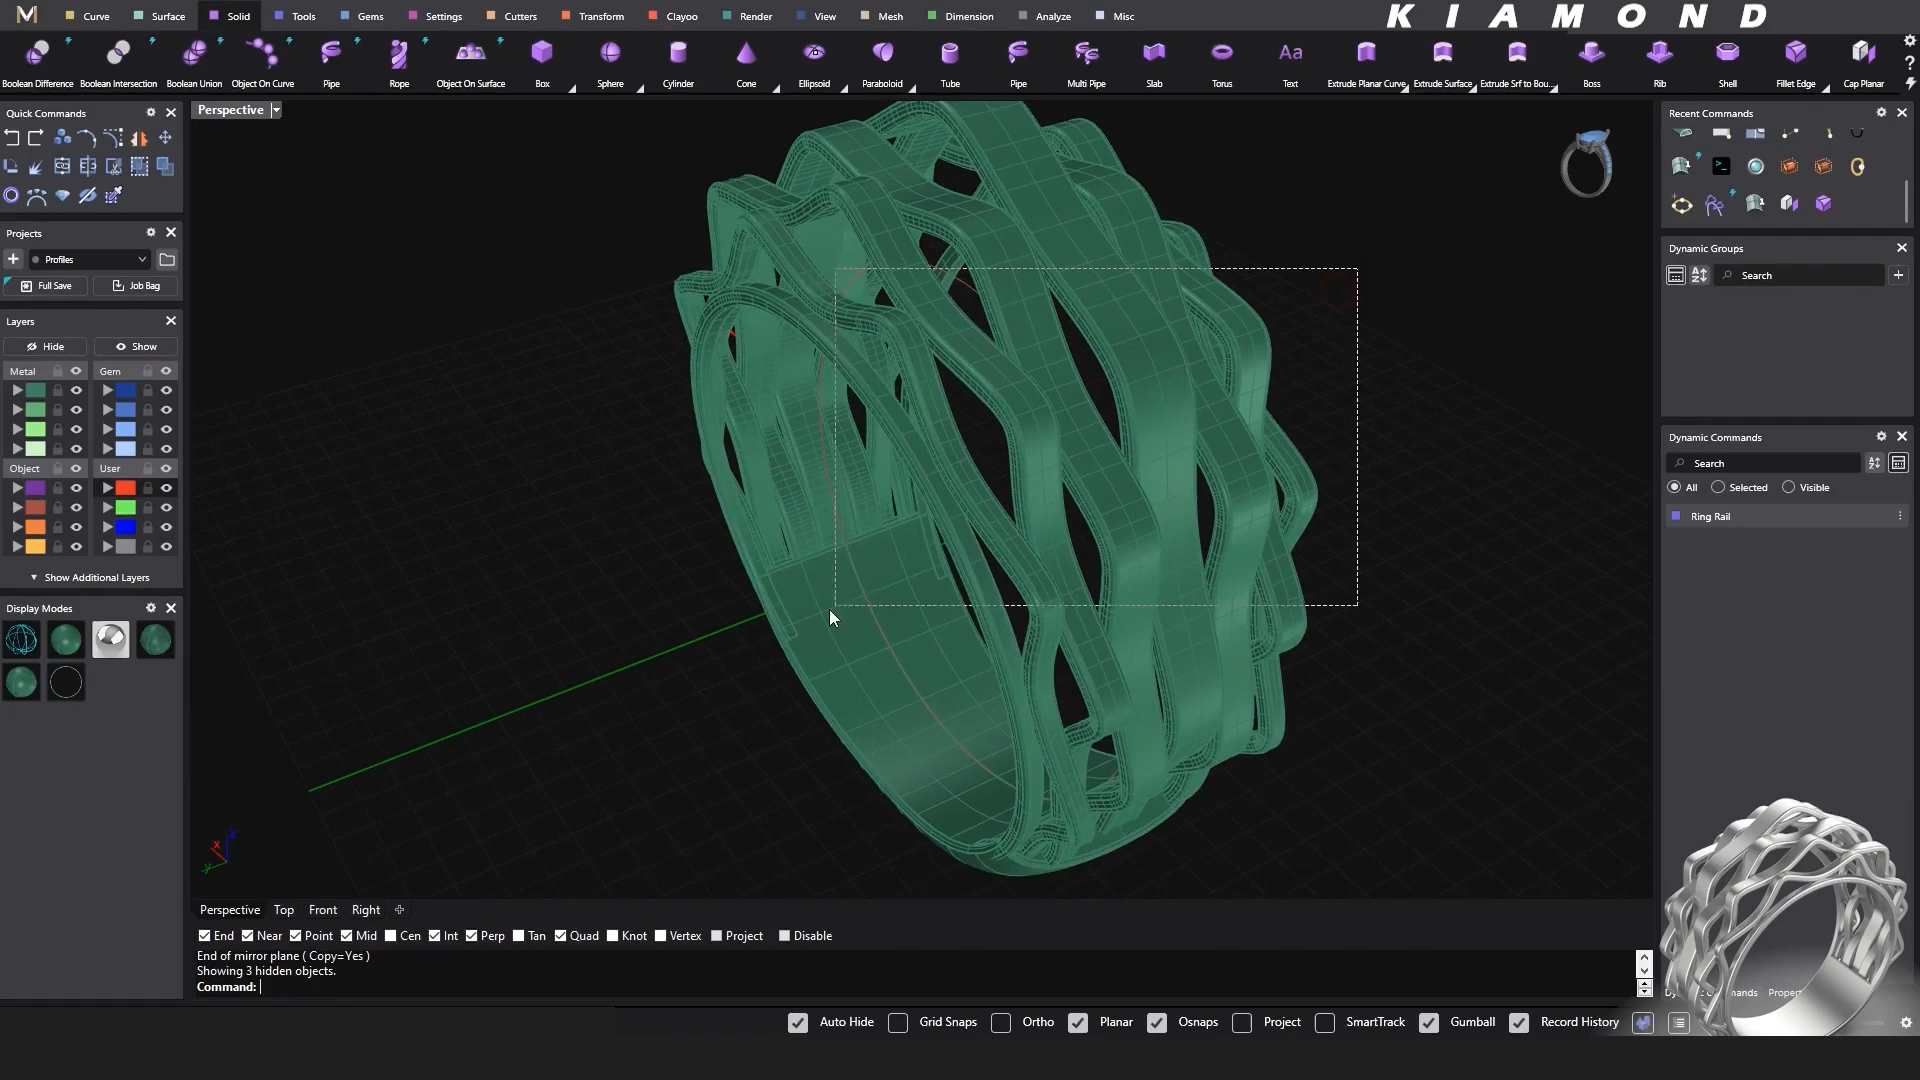 Curve Surface Solid Tools Gems Settings Cutters Transform Clayoo Render View Mesh Dimension Analyze Misc
KIAMOND
Boolean Difference Boolean Intersection Boolean Union Object On Curve Pipe Rope Object On Surface Box Sphere Cylinder Cone Ellipsoid Paraboloid Tube Pipe Multi Pipe Slab Torus Text Extrude Planar Curve Extrude Surface Extrude Srf to Bou... Boss Rib Shell Fillet Edge Cap Planar
Aa
?
Quick Commands
Projects
Profiles
Full Save Job Bag
Layers
Hide Show
Metal Gem
Object User
Show Additional Layers
Display Modes
Perspective
x
y
z
Recent Commands
Dynamic Groups
Search
Dynamic Commands
Search
All Selected Visible
Ring Rail
Perspective Top Front Right
End Near Point Mid Cen Int Perp Tan Quad Knot Vertex Project Disable
End of mirror plane ( Copy=Yes )
Showing 3 hidden objects.
Command:
Auto Hide Grid Snaps Ortho Planar Osnaps Project SmartTrack Gumball Record History